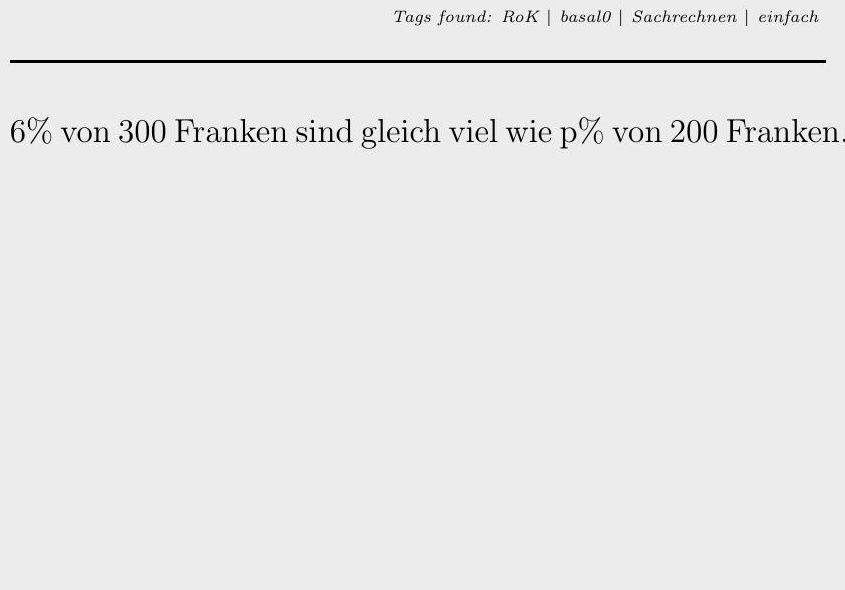 Tags found: RoK | basal0 | Sachrechnen | einfach
6% von 300 Franken sind gleich viel wie p% von 200 Franken.